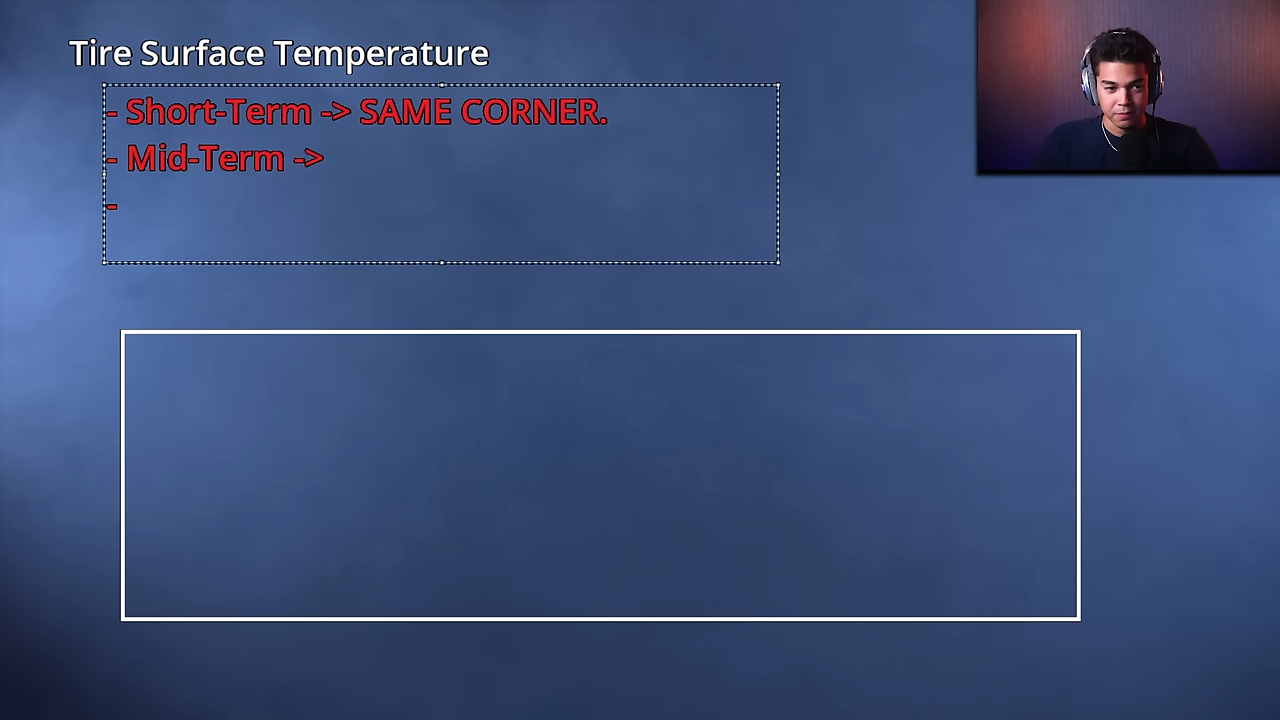 Tire Surface Temperature
- Short-Term -> SAME CORNER.
- Mid-Term ->
-